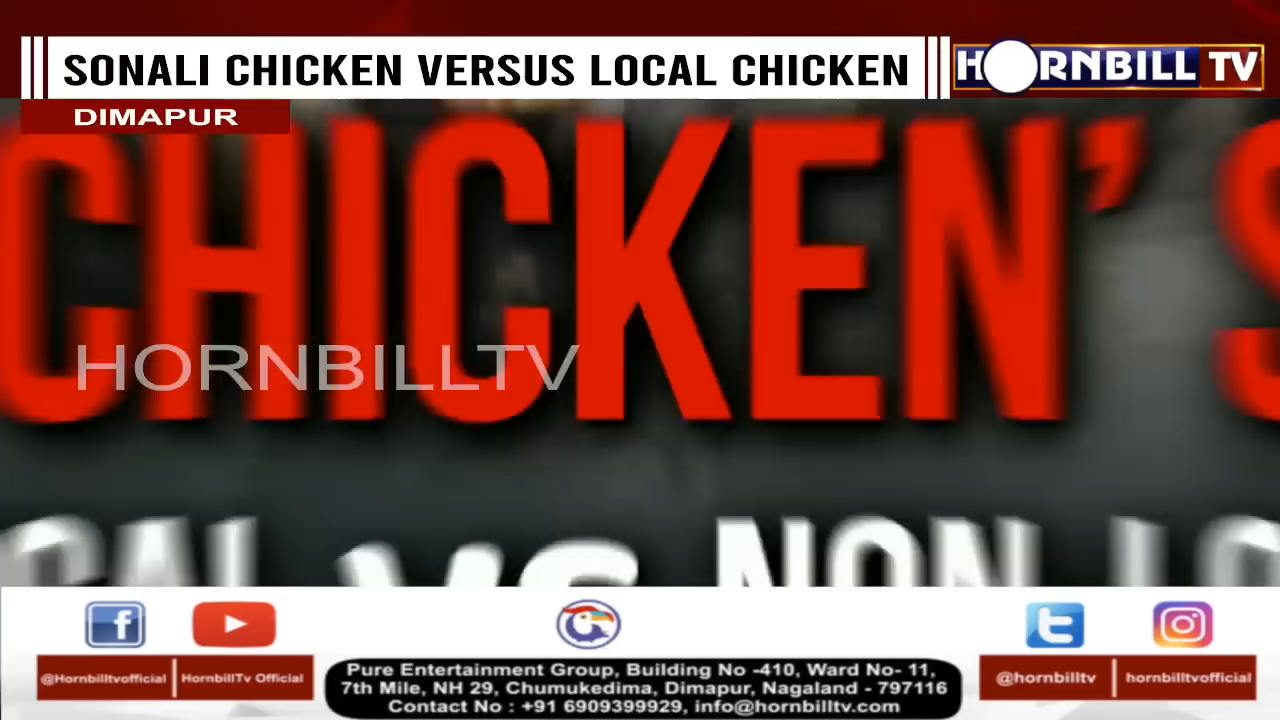 SONALI CHICKEN VERSUS LOCAL CHICKEN
HORNBILL TV
DIMAPUR
CHICKEN'
HORNBILLTV
VS NON
@Hornbilltvofficial
HornbillTv Official
Pure Entertainment Group, Building No -410, Ward No- 11,
7th Mile, NH 29, Chumukedima, Dimapur, Nagaland - 797116
Contact No : +91 6909399929, info@hornbilltv.com
@hornbilltv
hornbilltvofficial